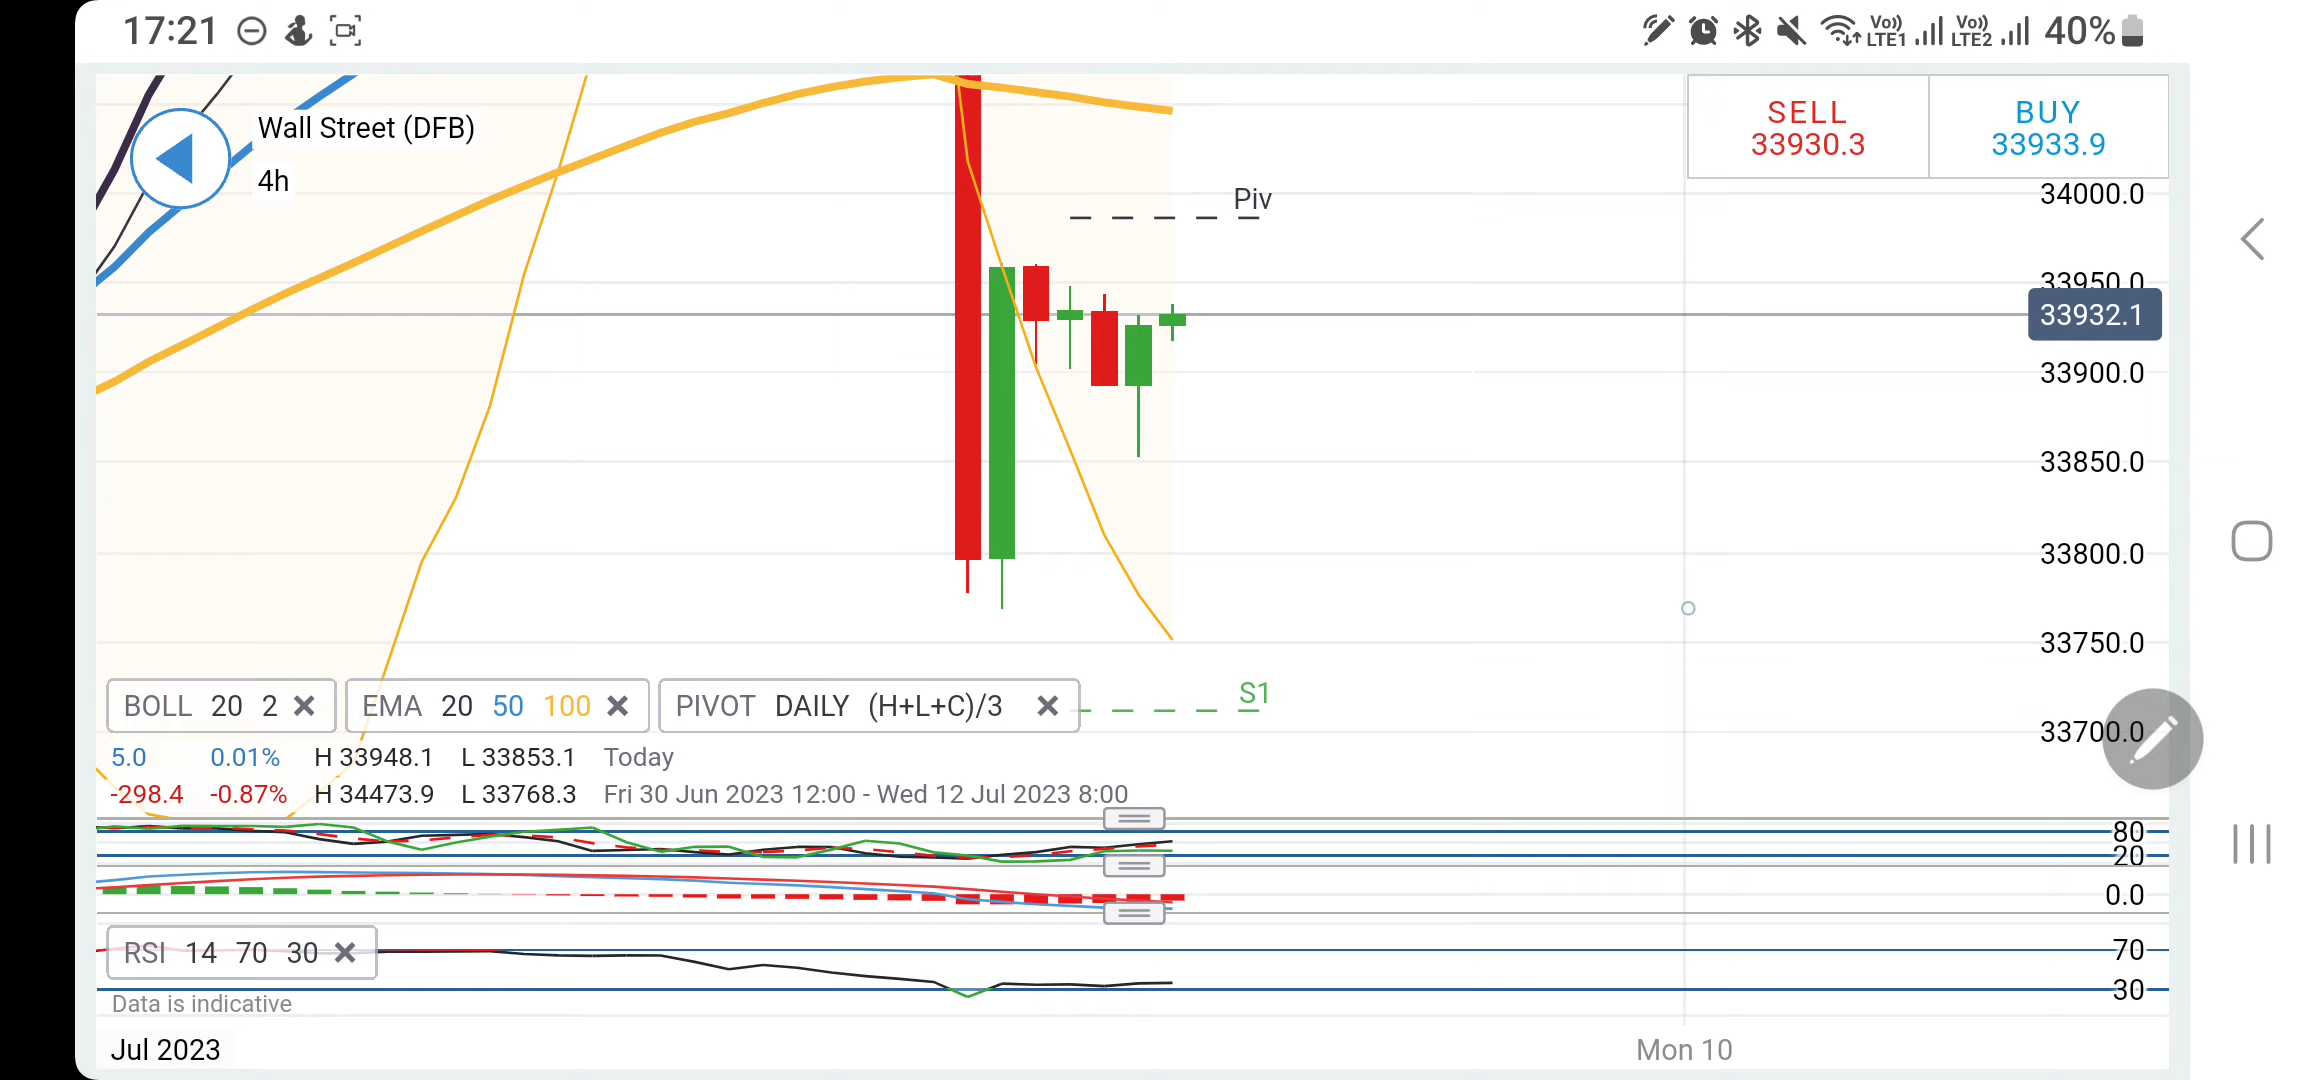 17:21
Vo)) LTE1 Vo)) LTE2 40%
Wall Street (DFB)
4h
SELL
33930.3
BUY
33933.9
Piv
34000.0
33950.0
33932.1
33900.0
33850.0
33800.0
33750.0
33700.0
S1
BOLL 20 2 EMA 20 50 100 PIVOT DAILY (H+L+C)/3
5.0 0.01% H 33948.1 L 33853.1 Today
-298.4 -0.87% H 34473.9 L 33768.3 Fri 30 Jun 2023 12:00 - Wed 12 Jul 2023 8:00
80
20
0.0
RSI 14 70 30
70
30
Data is indicative
Jul 2023 Mon 10